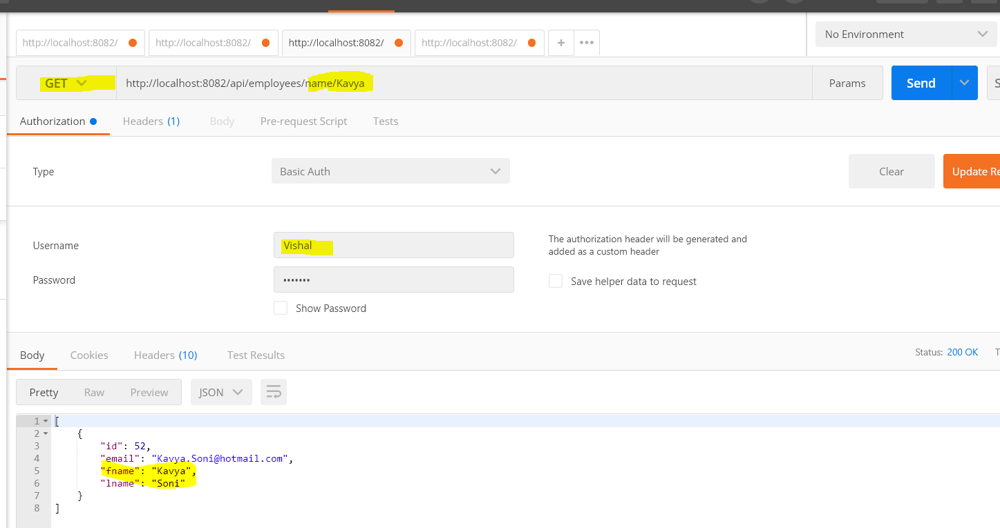 http://localhost:8082/ http://localhost:8082/ http://localhost:8082/ http://localhost:8082/ + ••• No Environment
GET http://localhost:8082/api/employees/name/Kavya Params Send
Authorization Headers (1) Body Pre-request Script Tests
Type Basic Auth Clear Update
Username Vishal The authorization header will be generated and
added as a custom header
Password ••••••• Save helper data to request
Show Password
Body Cookies Headers (10) Test Results Status: 200 OK
Pretty Raw Preview JSON
1 [
2 {
3 "id": 52,
4 "email": "Kavya.Soni@hotmail.com",
5 "fname": "Kavya",
6 "lname": "Soni"
7 }
8 ]